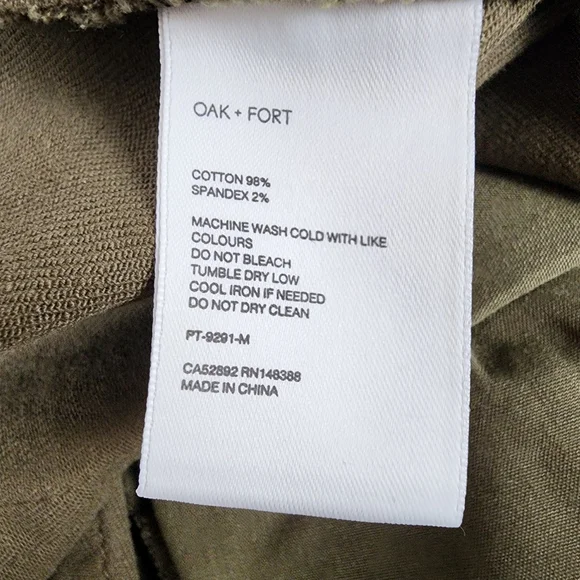 OAK + FORT
COTTON 98%
SPANDEX 2%
MACHINE WASH COLD WITH LIKE
COLOURS
DO NOT BLEACH
TUMBLE DRY LOW
COOL IRON IF NEEDED
DO NOT DRY CLEAN
PT-9291-M
CA52892 RN148388
MADE IN CHINA